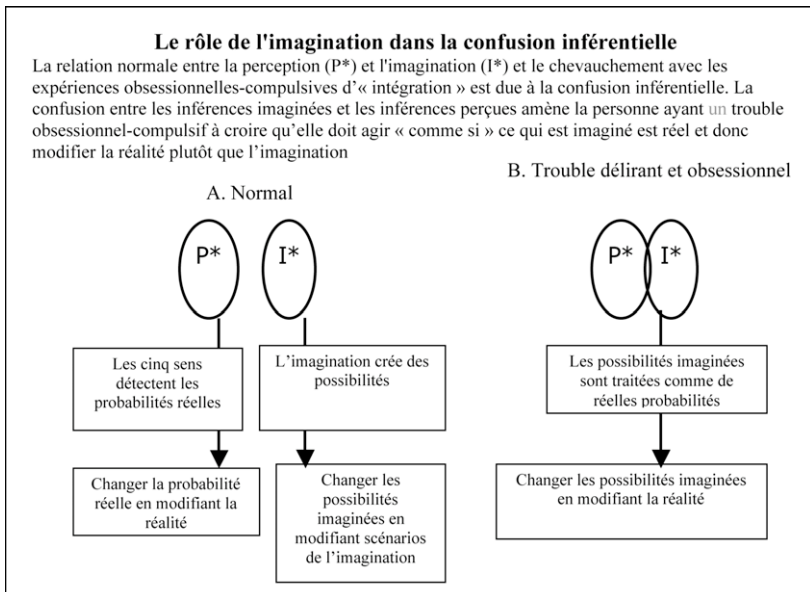 Le rôle de l'imagination dans la confusion inférentielle
La relation normale entre la perception (P*) et l'imagination (I*) et le chevauchement avec les
expériences obsessionnelles-compulsives d'« intégration » est due à la confusion inférentielle. La
confusion entre les inférences imaginées et les inférences perçues amène la personne ayant un trouble
obsessionnel-compulsif à croire qu'elle doit agir « comme si » ce qui est imaginé est réel et donc
modifier la réalité plutôt que l'imagination
A. Normal
P*
I*
Les cinq sens
détectent les
probabilités réelles
L'imagination crée des
possibilités
Changer la probabilité
réelle en modifiant la
réalité
Changer les
possibilités
imaginées en
modifiant scénarios
de l'imagination
B. Trouble délirant et obsessionnel
P*
I*
Les possibilités imaginées
sont traitées comme de
réelles probabilités
Changer les possibilités imaginées
en modifiant la réalité